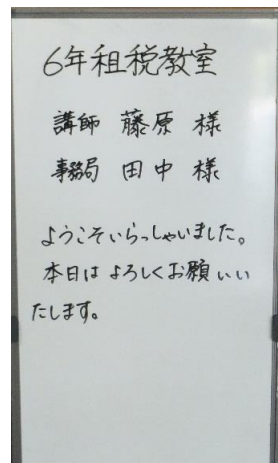 6年租税教室
講師 藤原 様
事務局 田中 様
ようこそいらっしゃいました。
本日は よろしくお願いい
たします。